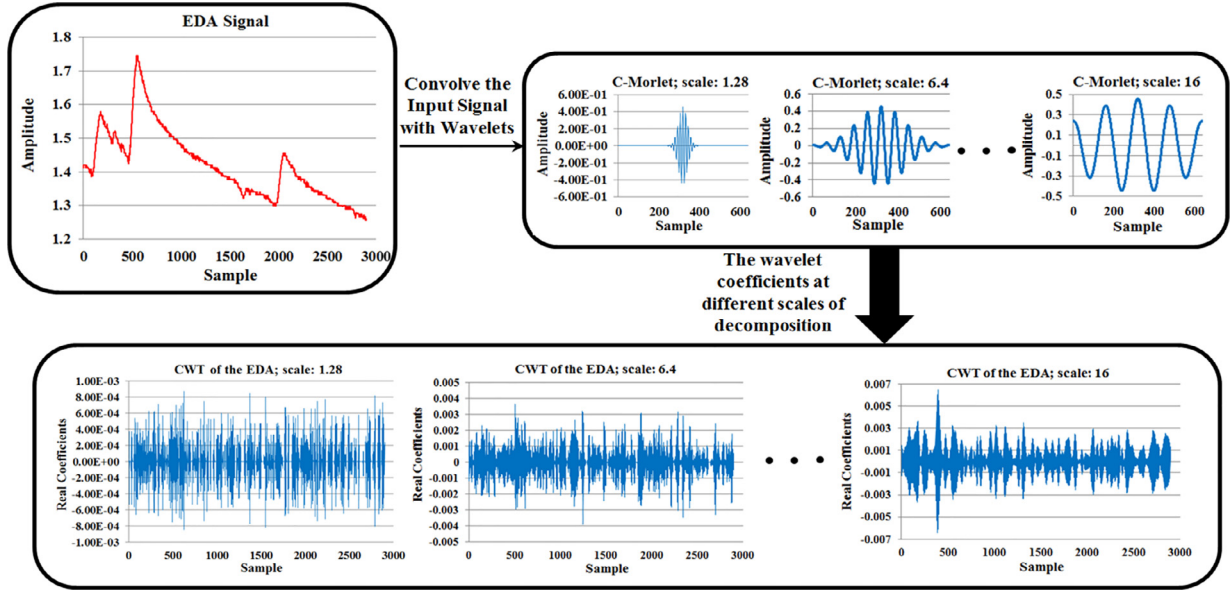 EDA Signal
Amplitude
1.8
1.7
1.6
1.5
1.4
1.3
1.2
0 500 1000 1500 2000 2500 3000
Sample
Convolve the
Input Signal
with Wavelets
C-Morlet; scale: 1.28
Amplitude
6.00E-01
4.00E-01
2.00E-01
0.00E+00
-2.00E-01
-4.00E-01
-6.00E-01
0 200 400 600
Sample
C-Morlet; scale: 6.4
Amplitude
0.6
0.4
0.2
0
-0.2
-0.4
-0.6
0 200 400 600
Sample
C-Morlet; scale: 16
Amplitude
0.5
0.3
0.1
-0.1
-0.3
-0.5
0 200 400 600
Sample
The wavelet
coefficients at
different scales of
decomposition
CWT of the EDA; scale: 1.28
Real Coefficients
1.00E-03
8.00E-04
6.00E-04
4.00E-04
2.00E-04
0.00E+00
-2.00E-04
-4.00E-04
-6.00E-04
-8.00E-04
-1.00E-03
0 500 1000 1500 2000 2500 3000
Sample
CWT of the EDA; scale: 6.4
Real Coefficients
0.005
0.004
0.003
0.002
0.001
0
-0.001
-0.002
-0.003
-0.004
0.005
0 500 1000 1500 2000 2500 3000
Sample
CWT of the EDA; scale: 16
Real Coefficients
0.007
0.005
0.003
0.001
-0.001
-0.003
-0.005
-0.007
0 500 1000 1500 2000 2500 3000
Sample